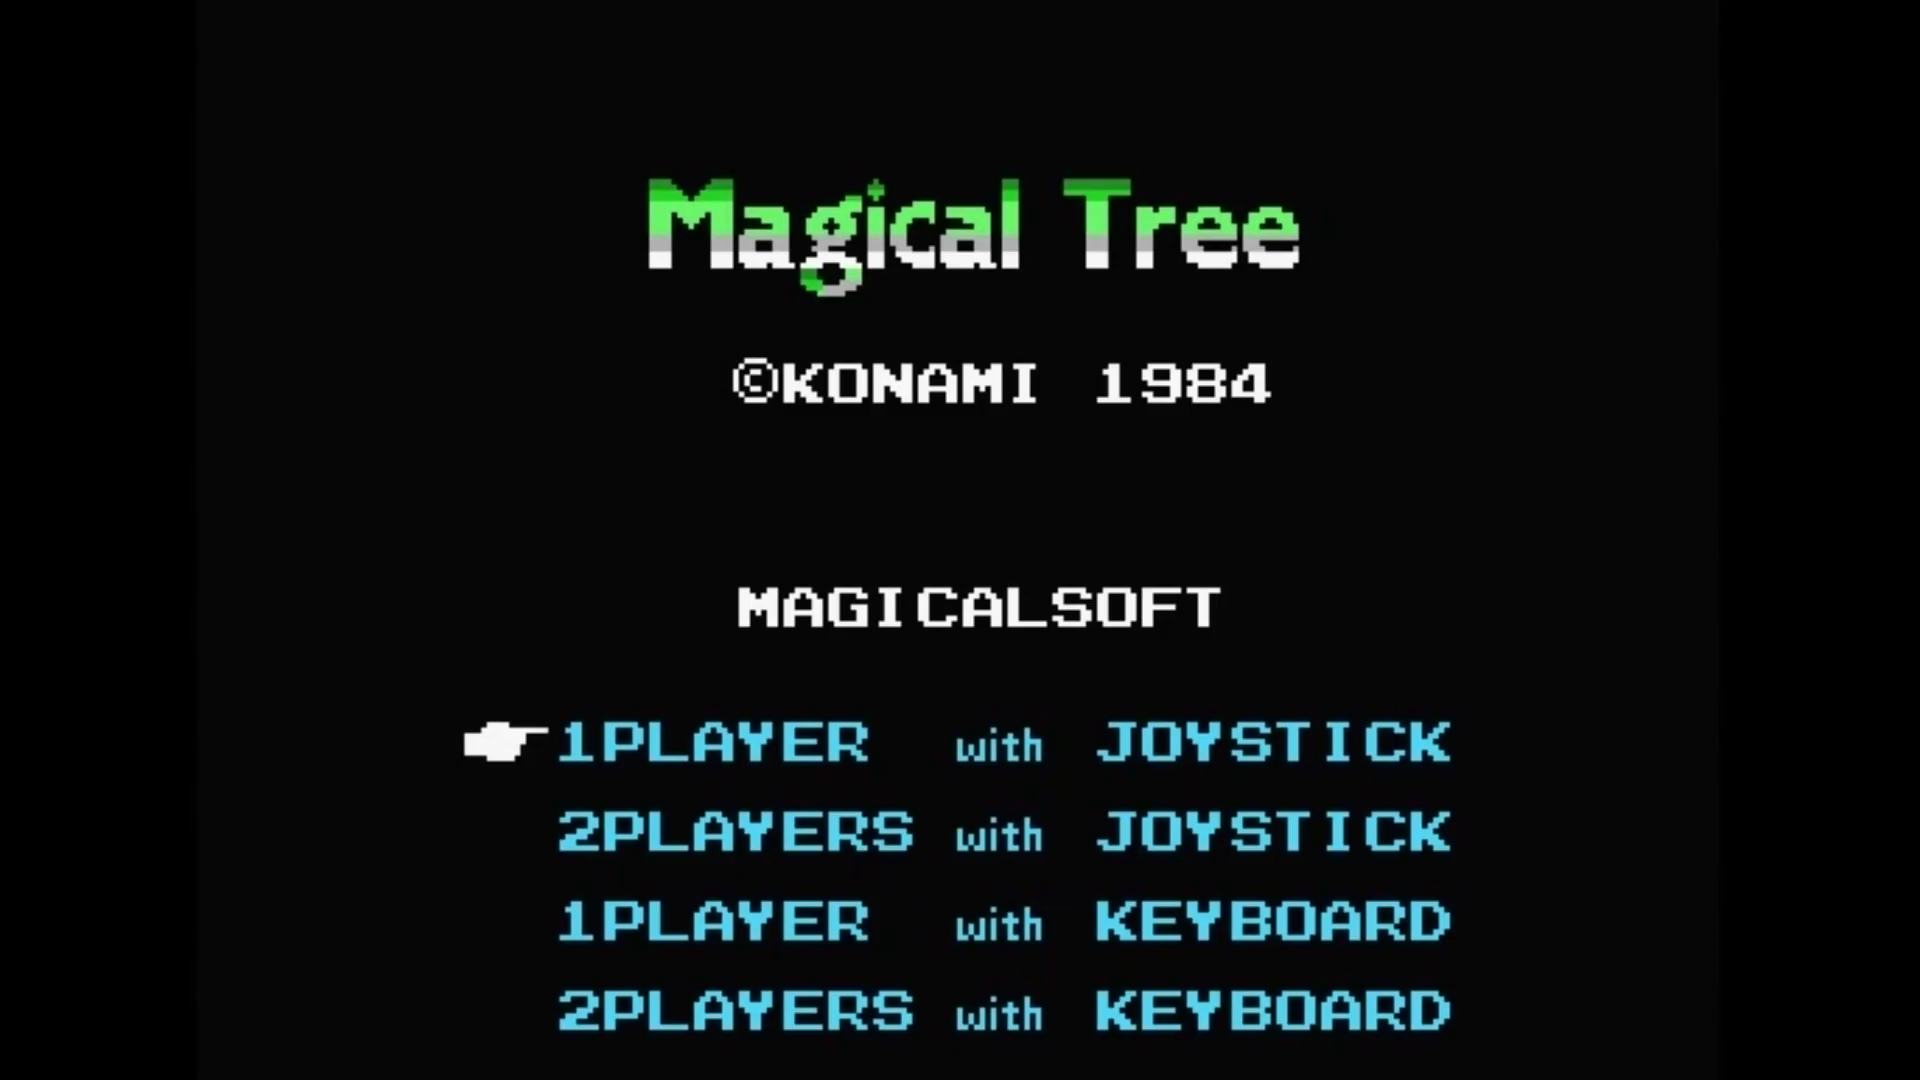 Magical Tree
©KONAMI 1984
MAGICALSOFT
1PLAYER with JOYSTICK
2PLAYERS with JOYSTICK
1PLAYER with KEYBOARD
2PLAYERS with KEYBOARD